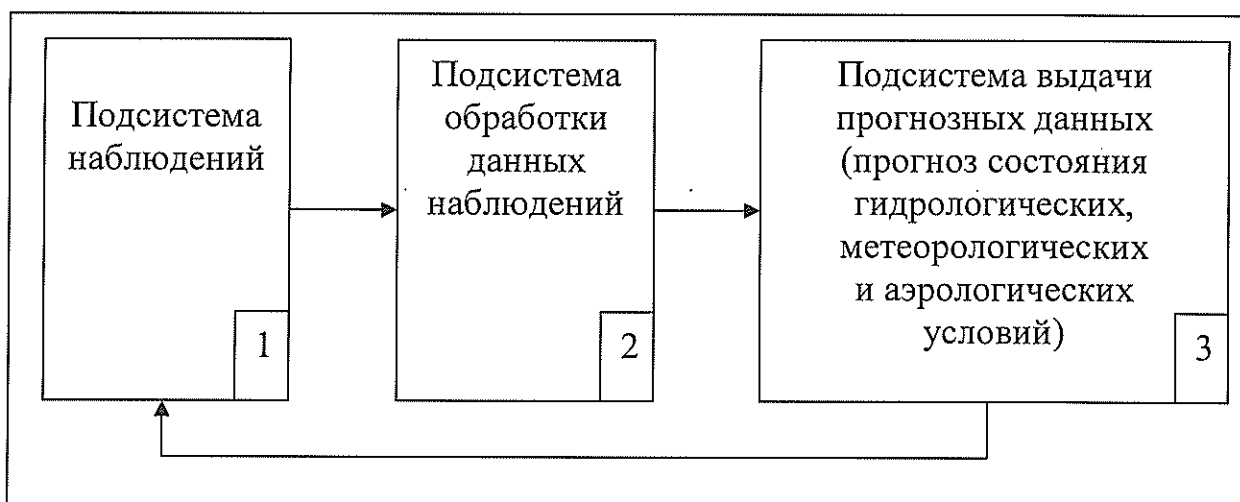 Подсистема
наблюдений
1
Подсистема
обработки
данных
наблюдений
2
Подсистема выдачи
прогнозных данных
(прогноз состояния
гидрологических,
метеорологических
и аэрологических
условий)
3